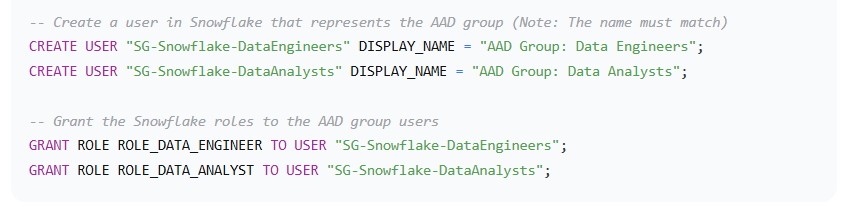 -- Create a user in Snowflake that represents the AAD group (Note: The name must match)
CREATE USER "SG-Snowflake-DataEngineers" DISPLAY_NAME = "AAD Group: Data Engineers";
CREATE USER "SG-Snowflake-DataAnalysts" DISPLAY_NAME = "AAD Group: Data Analysts";
-- Grant the Snowflake roles to the AAD group users
GRANT ROLE ROLE_DATA_ENGINEER TO USER "SG-Snowflake-DataEngineers";
GRANT ROLE ROLE_DATA_ANALYST TO USER "SG-Snowflake-DataAnalysts";